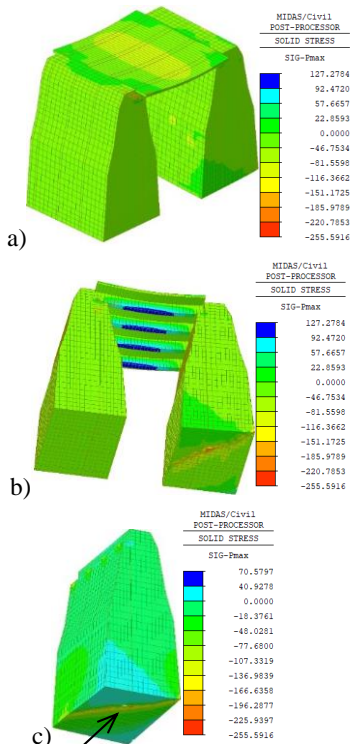 MIDAS/Civil
POST-PROCESSOR
SOLID STRESS
SIG-Pmax
127.2784
92.4720
57.6657
22.8593
0.0000
-46.7534
-81.5598
-116.3662
-151.1725
-185.9789
-220.7853
-255.5916
a)
MIDAS/Civil
POST-PROCESSOR
SOLID STRESS
SIG-Pmax
127.2784
92.4720
57.6657
22.8593
0.0000
-46.7534
-81.5598
-116.3662
-151.1725
-185.9789
-220.7853
-255.5916
b)
MIDAS/Civil
POST-PROCESSOR
SOLID STRESS
SIG-Pmax
70.5797
40.9278
0.0000
-18.3761
-48.0281
-77.6800
-107.3319
-136.9839
-166.6358
-196.2877
-225.9397
-255.5916
c)